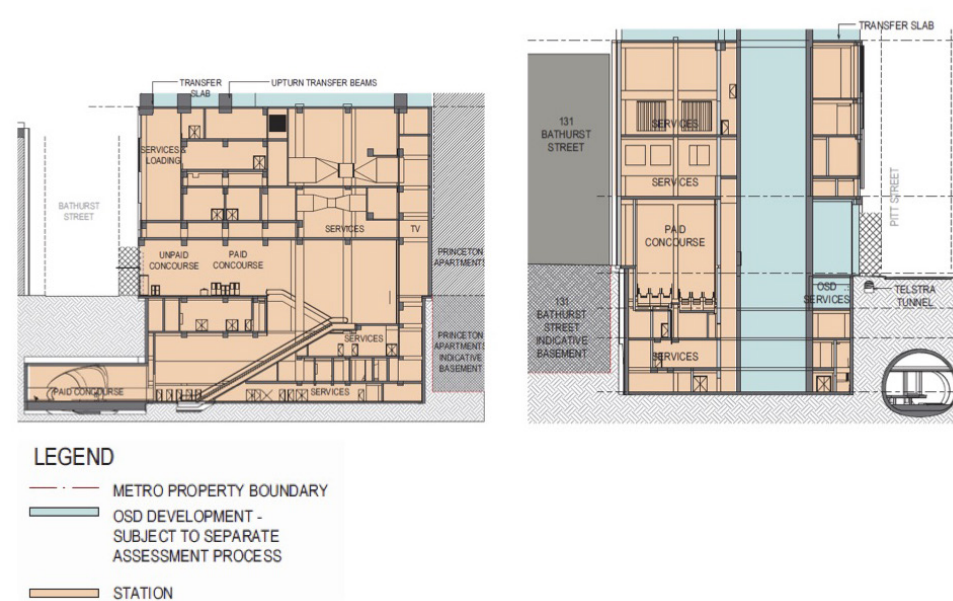 TRANSFER
SLAB
UPTURN TRANSFER BEAMS
SERVICES &
LOADING
BATHURST
STREET
SERVICES
TV
UNPAID
CONCOURSE
PAID
CONCOURSE
PRINCETON
APARTMENTS
PRINCETON
APARTMENTS
INDICATIVE
BASEMENT
SERVICES
SERVICES
PAID CONCOURSE
TRANSFER SLAB
131
BATHURST
STREET
SERVICES
SERVICES
PITT STREET
PAID
CONCOURSE
OSD
SERVICES
TELSTRA
TUNNEL
131
BATHURST
STREET
INDICATIVE
BASEMENT
SERVICES
LEGEND
METRO PROPERTY BOUNDARY
OSD DEVELOPMENT -
SUBJECT TO SEPARATE
ASSESSMENT PROCESS
STATION